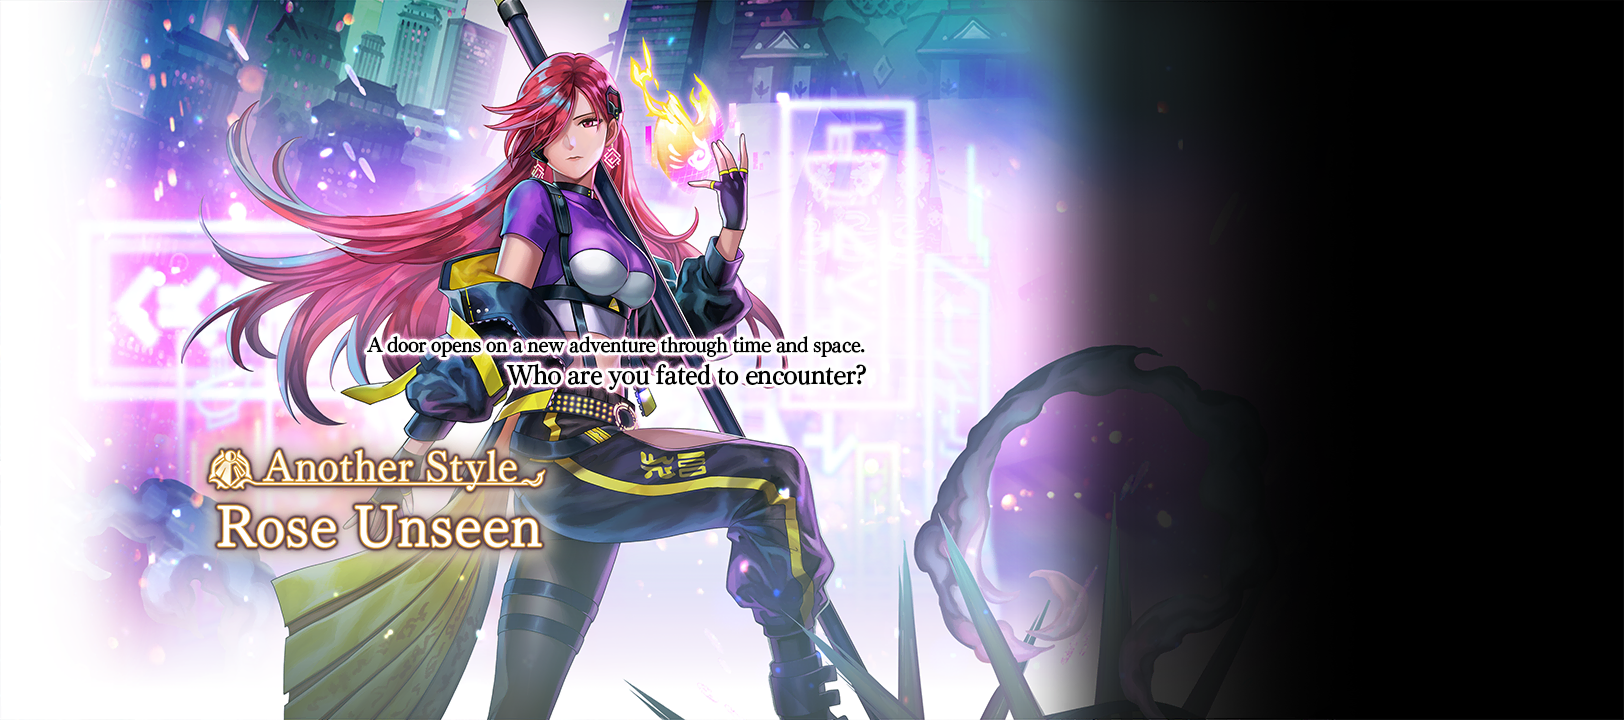 A door opens on a new adventure through time and space.
Who are you fated to encounter?
Another Style
Rose Unseen